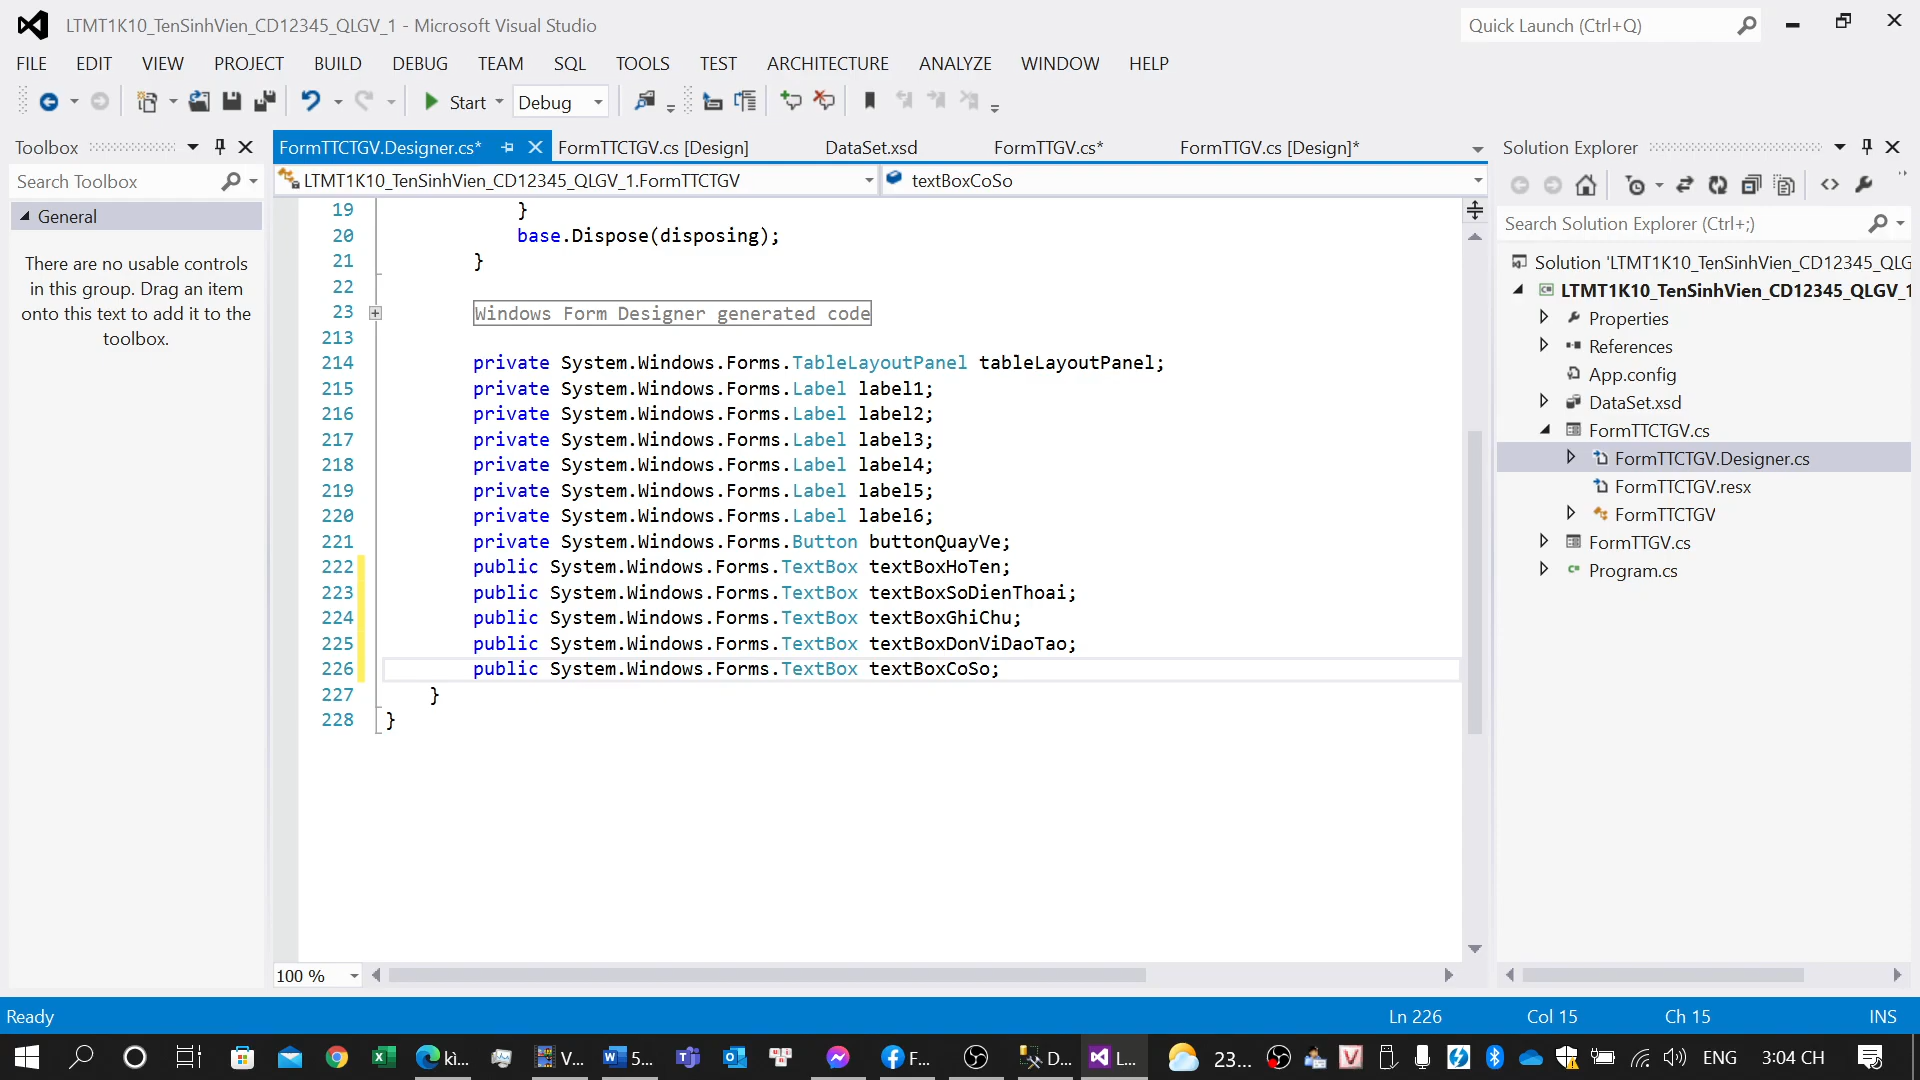 LTMT1K10_TenSinhVien_CD12345_QLGV_1 - Microsoft Visual Studio
Quick Launch (Ctrl+Q)
FILE EDIT VIEW PROJECT BUILD DEBUG TEAM SQL TOOLS TEST ARCHITECTURE ANALYZE WINDOW HELP
Start Debug
Toolbox
FormTTCTGV.Designer.cs* FormTTCTGV.cs [Design] DataSet.xsd FormTTGV.cs* FormTTGV.cs [Design]*
Solution Explorer
Search Toolbox
LTMT1K10_TenSinhVien_CD12345_QLGV_1.FormTTCTGV
textBoxCoSo
General
There are no usable controls
in this group. Drag an item
onto this text to add it to the
toolbox.
19 }
20 base.Dispose(disposing);
21 }
22
23 Windows Form Designer generated code
213
214 private System.Windows.Forms.TableLayoutPanel tableLayoutPanel;
215 private System.Windows.Forms.Label label1;
216 private System.Windows.Forms.Label label2;
217 private System.Windows.Forms.Label label3;
218 private System.Windows.Forms.Label label4;
219 private System.Windows.Forms.Label label5;
220 private System.Windows.Forms.Label label6;
221 private System.Windows.Forms.Button buttonQuayVe;
222 public System.Windows.Forms.TextBox textBoxHoTen;
223 public System.Windows.Forms.TextBox textBoxSoDienThoai;
224 public System.Windows.Forms.TextBox textBoxGhiChu;
225 public System.Windows.Forms.TextBox textBoxDonViDaoTao;
226 public System.Windows.Forms.TextBox textBoxCoSo;
227 }
228 }
100 %
Search Solution Explorer (Ctrl+;)
Solution 'LTMT1K10_TenSinhVien_CD12345_QLG
LTMT1K10_TenSinhVien_CD12345_QLGV_1
Properties
References
App.config
DataSet.xsd
FormTTCTGV.cs
FormTTCTGV.Designer.cs
FormTTCTGV.resx
FormTTCTGV
FormTTGV.cs
Program.cs
Ready Ln 226 Col 15 Ch 15 INS
kì... V... 5... F... D... L... 23... ENG 3:04 CH